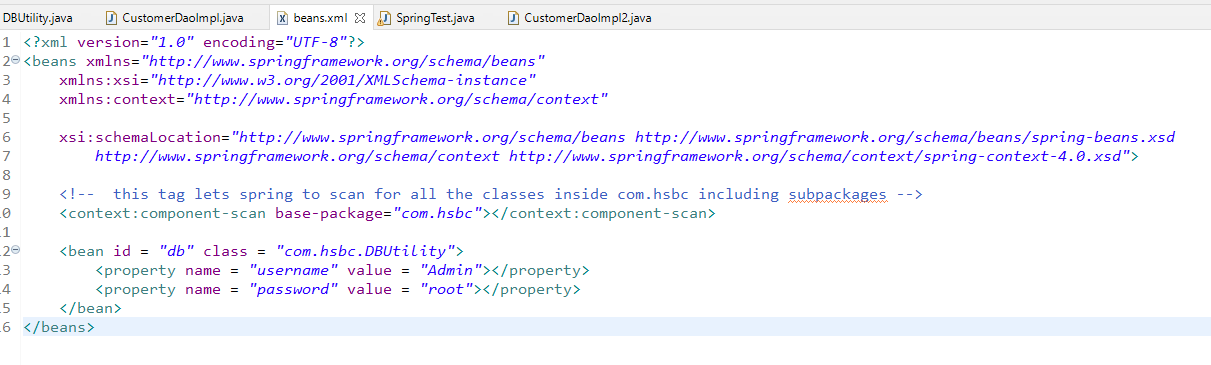 DBUtility.java CustomerDaoImpl.java beans.xml SpringTest.java CustomerDaoImpl2.java
1 <?xml version="1.0" encoding="UTF-8"?>
2 <beans xmlns="http://www.springframework.org/schema/beans"
3 xmlns:xsi="http://www.w3.org/2001/XMLSchema-instance"
4 xmlns:context="http://www.springframework.org/schema/context"
5
6 xsi:schemaLocation="http://www.springframework.org/schema/beans http://www.springframework.org/schema/beans/spring-beans.xsd
7 http://www.springframework.org/schema/context http://www.springframework.org/schema/context/spring-context-4.0.xsd">
8
9 <!--  this tag lets spring to scan for all the classes inside com.hsbc including subpackages -->
.0 <context:component-scan base-package="com.hsbc"></context:component-scan>
.1
.2 <bean id = "db" class = "com.hsbc.DBUtility">
.3 <property name = "username" value = "Admin"></property>
.4 <property name = "password" value = "root"></property>
.5 </bean>
.6 </beans>